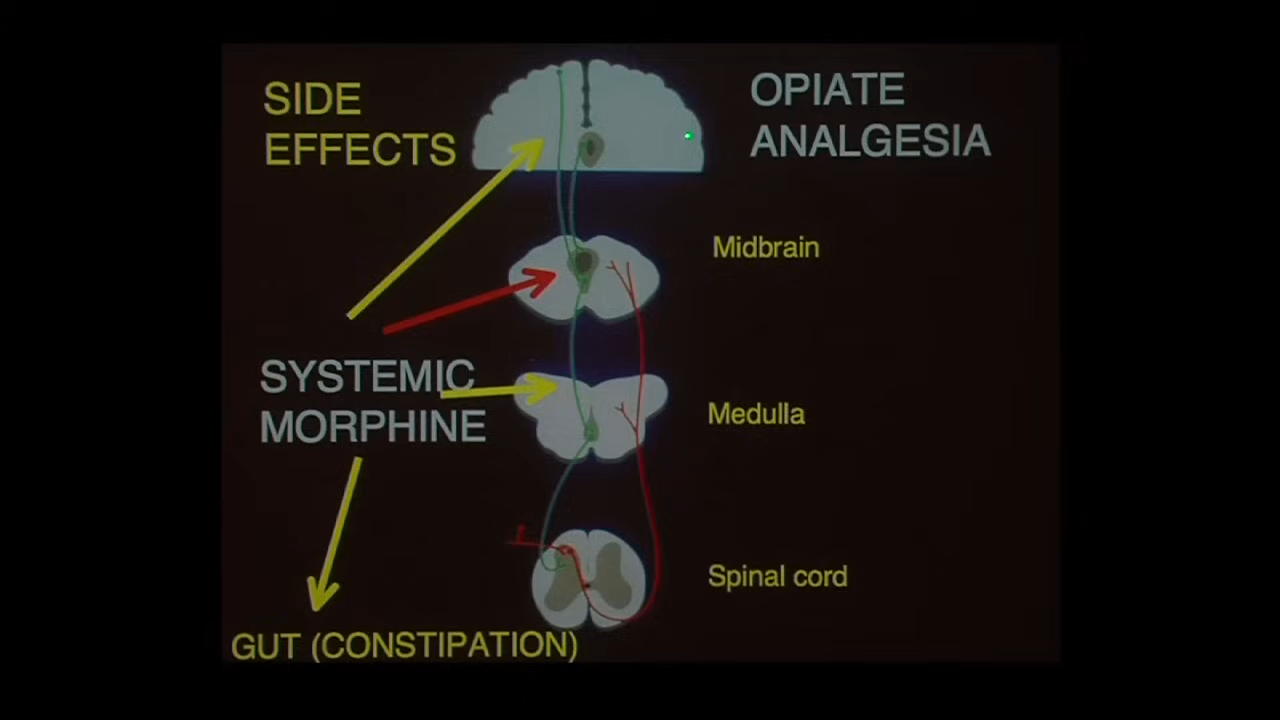 SIDE
EFFECTS
OPIATE
ANALGESIA
Midbrain
SYSTEMIC
MORPHINE
Medulla
Spinal cord
GUT (CONSTIPATION)